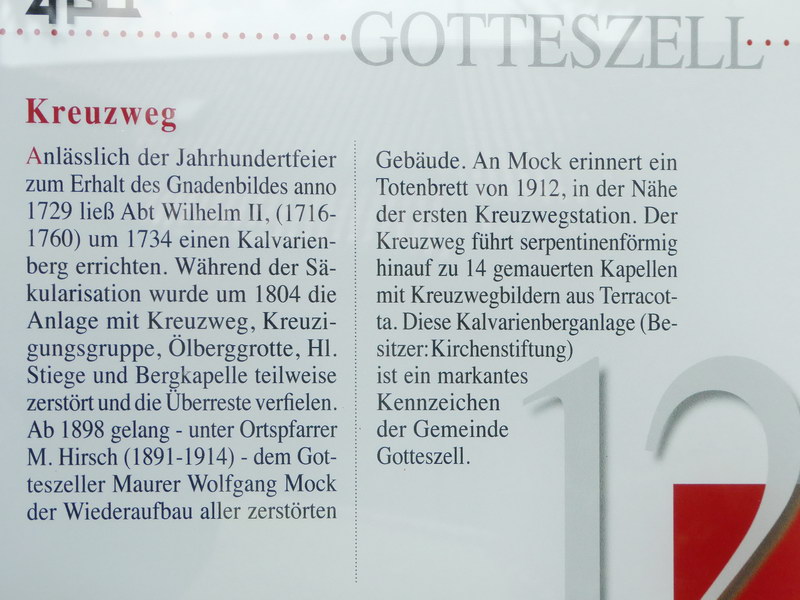 GOTTESZELL
Kreuzweg
Anlässlich der Jahrhundertfeier
zum Erhalt des Gnadenbildes anno
1729 ließ Abt Wilhelm II, (1716-
1760) um 1734 einen Kalvarien-
berg errichten. Während der Sä-
kularisation wurde um 1804 die
Anlage mit Kreuzweg, Kreuzi-
gungsgruppe, Ölberggrotte, Hl.
Stiege und Bergkapelle teilweise
zerstört und die Überreste verfielen.
Ab 1898 gelang - unter Ortspfarrer
M. Hirsch (1891-1914) - dem Got-
teszeller Maurer Wolfgang Mock
der Wiederaufbau aller zerstörten
Gebäude. An Mock erinnert ein
Totenbrett von 1912, in der Nähe
der ersten Kreuzwegstation. Der
Kreuzweg führt serpentinenförmig
hinauf zu 14 gemauerten Kapellen
mit Kreuzwegbildern aus Terracot-
ta. Diese Kalvarienberganlage (Be-
sitzer:Kirchenstiftung)
ist ein markantes
Kennzeichen
der Gemeinde
Gotteszell.
12